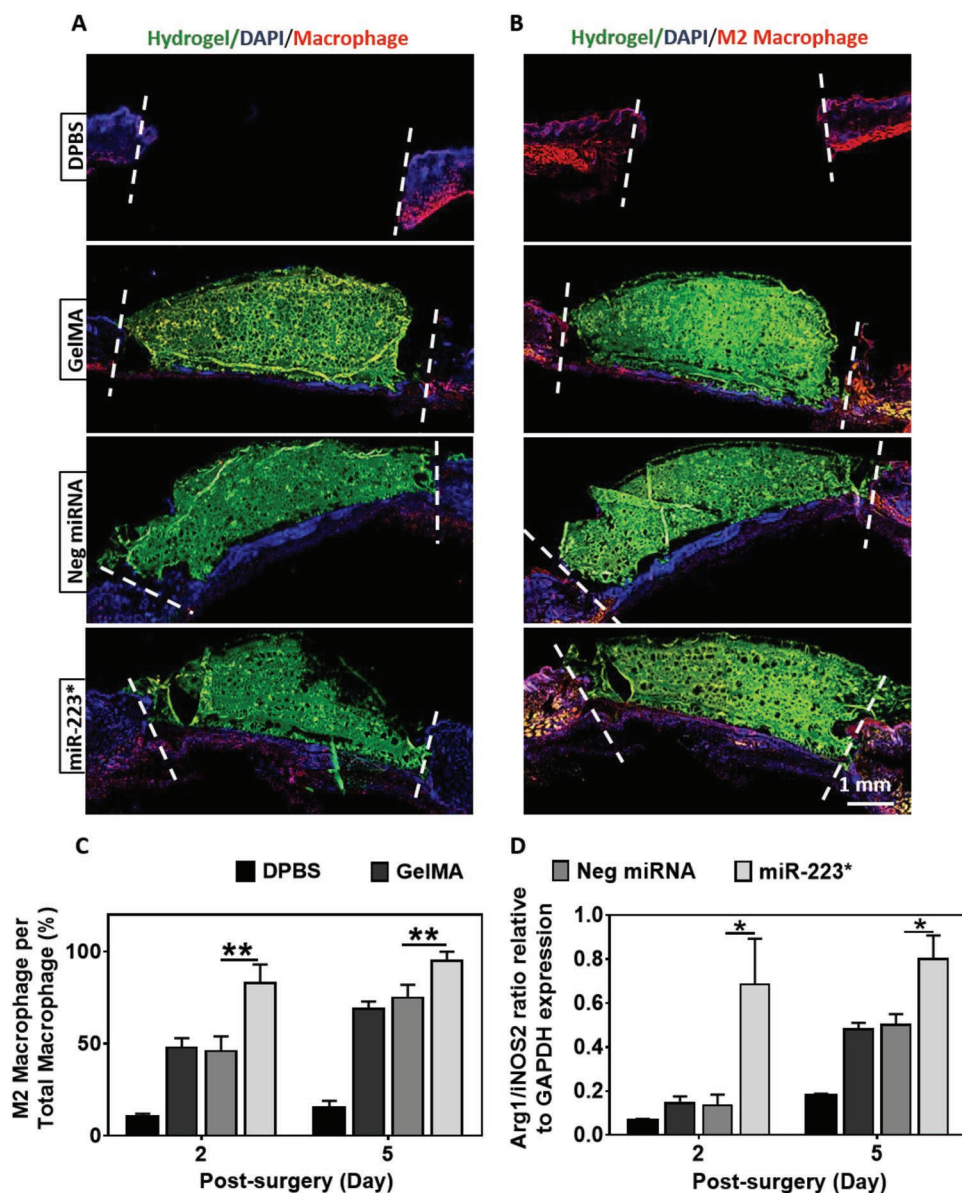 A
Hydrogel/DAPI/Macrophage
B
Hydrogel/DAPI/M2 Macrophage
DPBS
GelMA
Neg miRNA
miR-223*
1 mm
C
DPBS
GelMA
M2 Macrophage per
Total Macrophage (%)
100
50
0
**
**
2
5
Post-surgery (Day)
D
Neg miRNA
miR-223*
Arg1/iNOS2 ratio relative
to GAPDH expression
1.0
0.8
0.6
0.4
0.2
0.0
*
*
2
5
Post-surgery (Day)